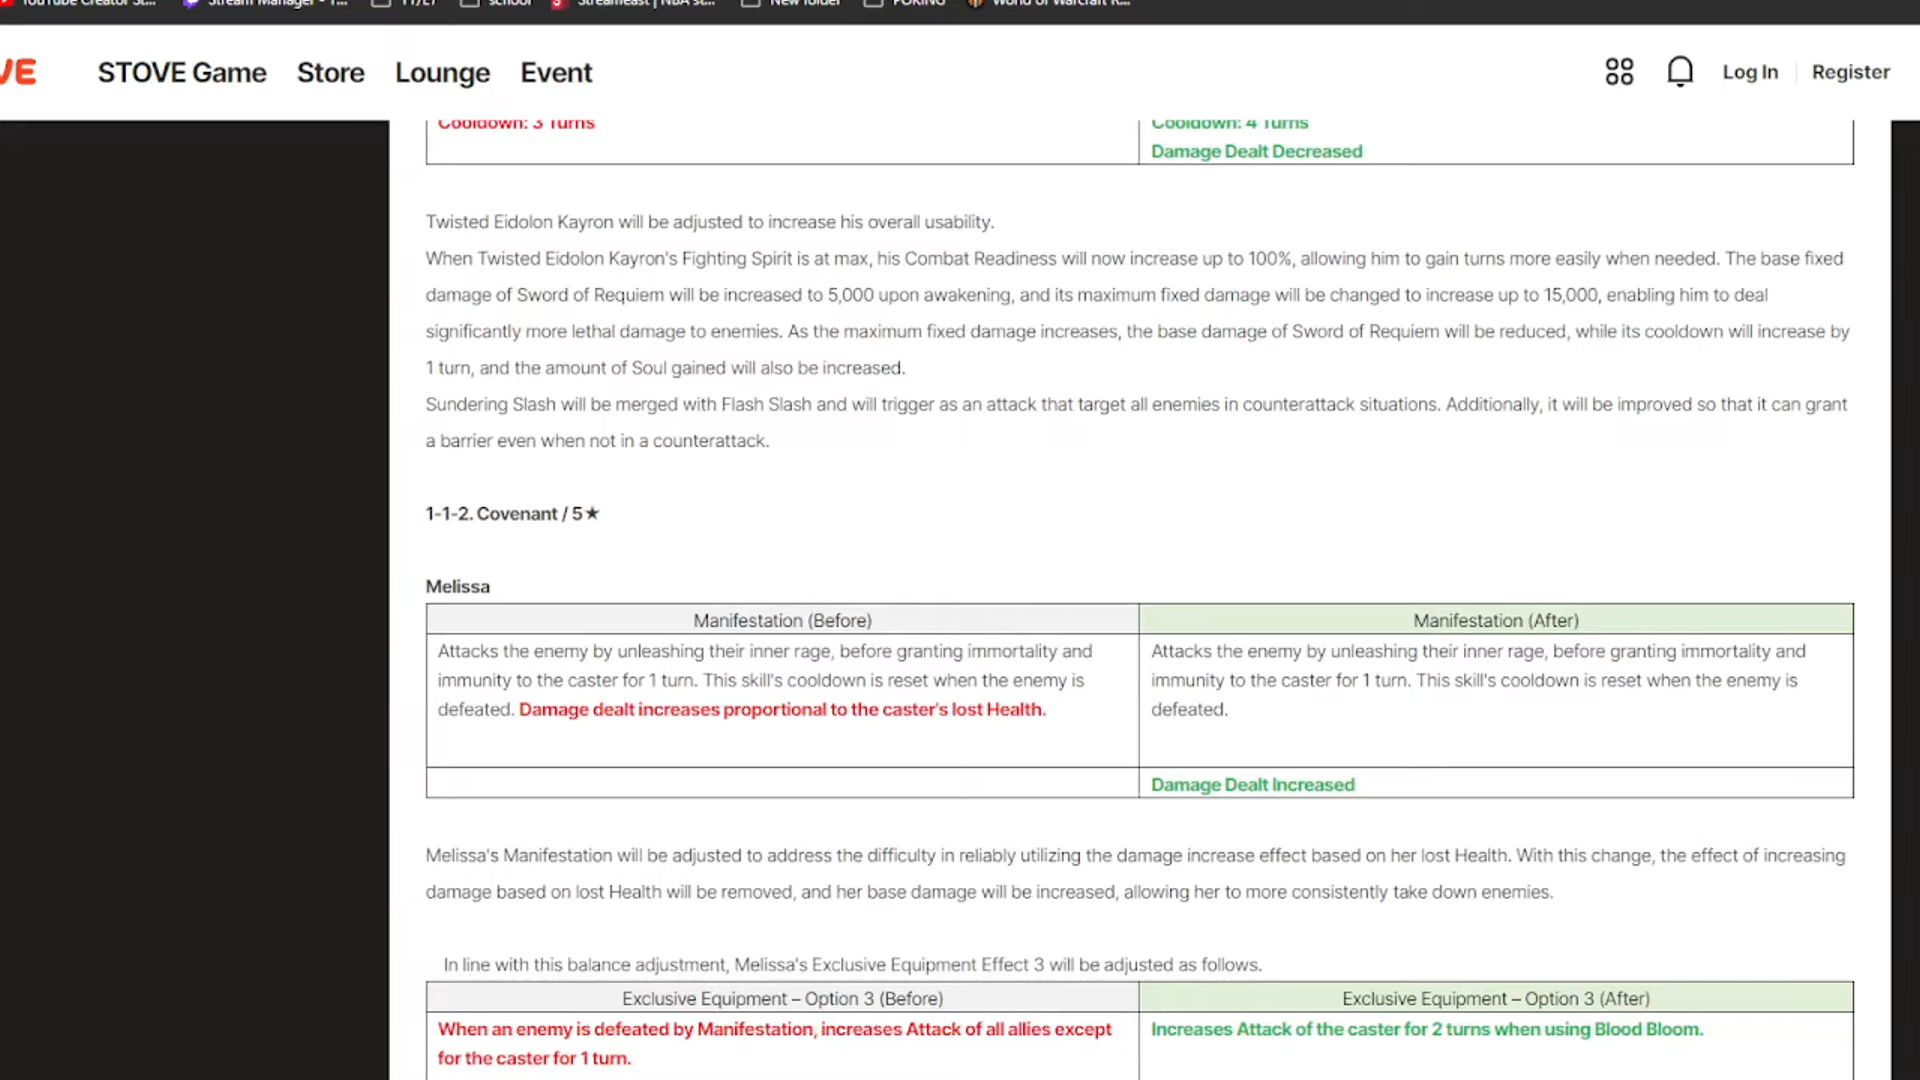 YouTube Creator St... Stream Manager - T... 11/27 school Streameast | NBA st... New folder POKING World of Warcraft R...
VE STOVE Game Store Lounge Event Log In Register
Cooldown: 3 Turns
Cooldown: 4 Turns
Damage Dealt Decreased
Twisted Eidolon Kayron will be adjusted to increase his overall usability.
When Twisted Eidolon Kayron's Fighting Spirit is at max, his Combat Readiness will now increase up to 100%, allowing him to gain turns more easily when needed. The base fixed
damage of Sword of Requiem will be increased to 5,000 upon awakening, and its maximum fixed damage will be changed to increase up to 15,000, enabling him to deal
significantly more lethal damage to enemies. As the maximum fixed damage increases, the base damage of Sword of Requiem will be reduced, while its cooldown will increase by
1 turn, and the amount of Soul gained will also be increased.
Sundering Slash will be merged with Flash Slash and will trigger as an attack that target all enemies in counterattack situations. Additionally, it will be improved so that it can grant
a barrier even when not in a counterattack.
1-1-2. Covenant / 5★
Melissa
Manifestation (Before)
Manifestation (After)
Attacks the enemy by unleashing their inner rage, before granting immortality and
immunity to the caster for 1 turn. This skill's cooldown is reset when the enemy is
defeated. Damage dealt increases proportional to the caster's lost Health.
Attacks the enemy by unleashing their inner rage, before granting immortality and
immunity to the caster for 1 turn. This skill's cooldown is reset when the enemy is
defeated.
Damage Dealt Increased
Melissa's Manifestation will be adjusted to address the difficulty in reliably utilizing the damage increase effect based on her lost Health. With this change, the effect of increasing
damage based on lost Health will be removed, and her base damage will be increased, allowing her to more consistently take down enemies.
In line with this balance adjustment, Melissa's Exclusive Equipment Effect 3 will be adjusted as follows.
Exclusive Equipment – Option 3 (Before)
Exclusive Equipment – Option 3 (After)
When an enemy is defeated by Manifestation, increases Attack of all allies except
for the caster for 1 turn.
Increases Attack of the caster for 2 turns when using Blood Bloom.